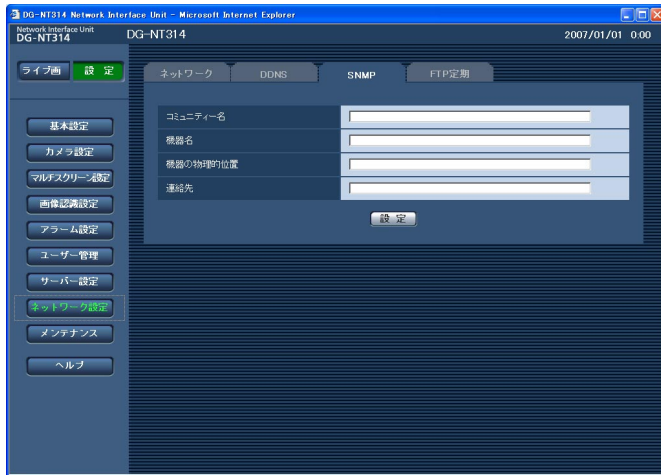 DG-NT314 Network Interface Unit - Microsoft Internet Explorer
Network Interface Unit
DG-NT314
DG-NT314
2007/01/01 0:00
ライブ画
設 定
ネットワーク
DDNS
SNMP
FTP定期
コミュニティー名
機器名
機器の物理的位置
連絡先
設 定
基本設定
カメラ設定
マルチスクリーン設定
画像認識設定
アラーム設定
ユーザー管理
サーバー設定
ネットワーク設定
メンテナンス
ヘルプ